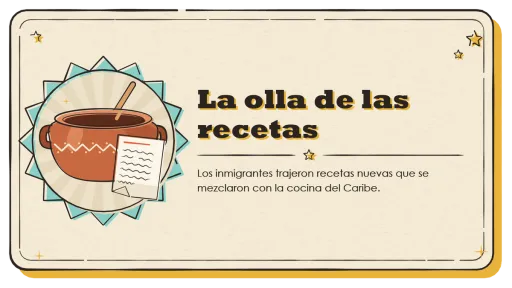 La olla de las
recetas
Los inmigrantes trajeron recetas nuevas que se
mezclaron con la cocina del Caribe.